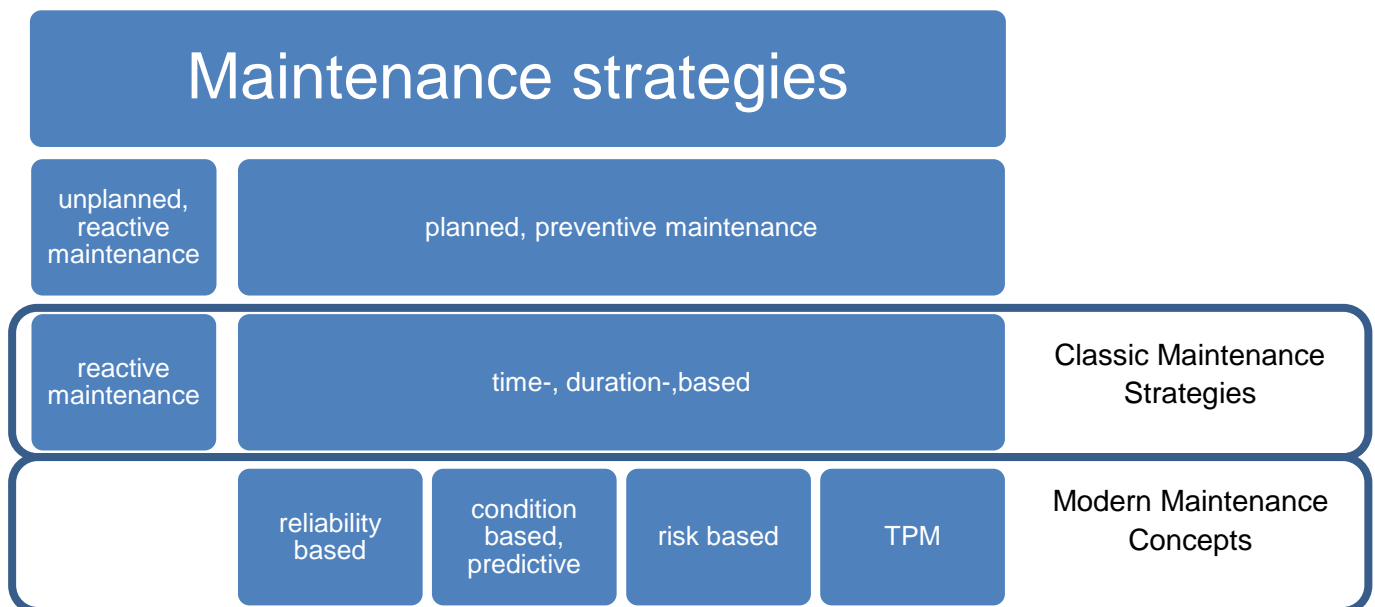 Maintenance strategies
unplanned,
reactive
maintenance
planned, preventive maintenance
reactive
maintenance
time-, duration-,based
Classic Maintenance
Strategies
reliability
based
condition
based,
predictive
risk based
TPM
Modern Maintenance
Concepts